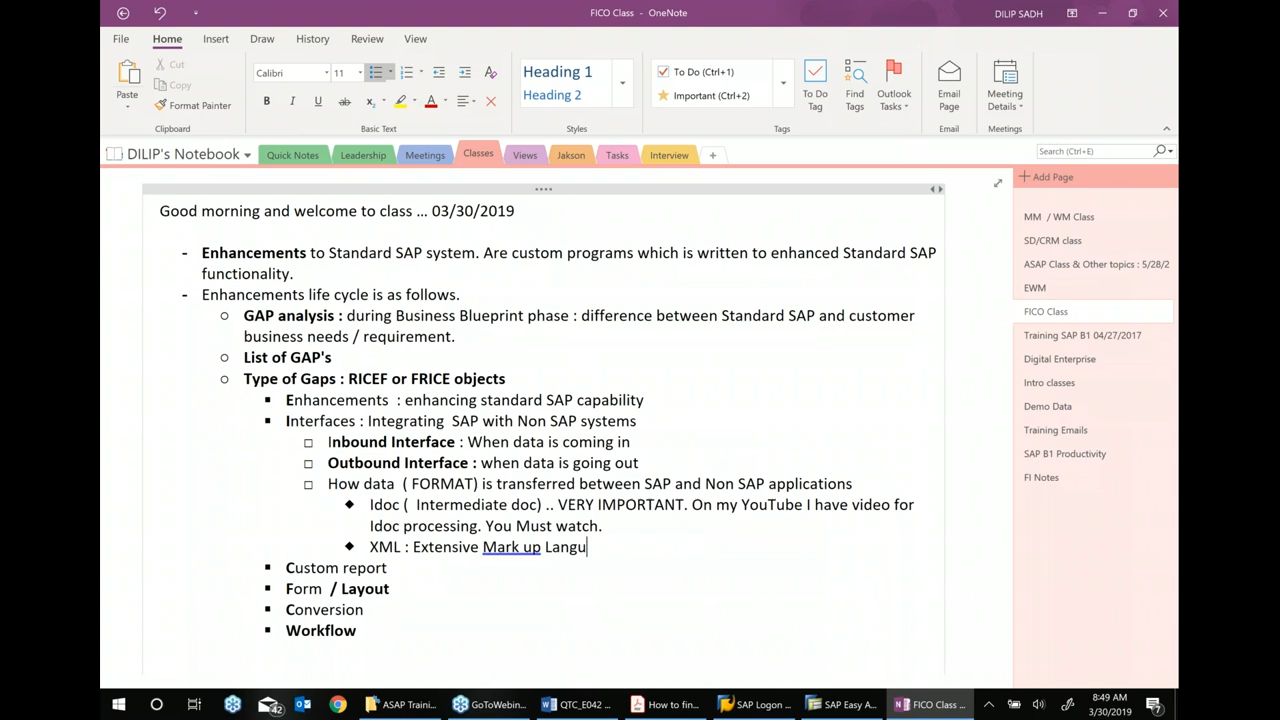 FICO Class - OneNote
DILIP SADH
File Home Insert Draw History Review View
Paste
Cut
Copy
Format Painter
Clipboard
Calibri 11
B I U ab x₂ A
Basic Text
Heading 1
Heading 2
Styles
To Do (Ctrl+1)
Important (Ctrl+2)
To Do Tag
Find Tags
Outlook Tasks
Tags
Email Page
Email
Meeting Details
Meetings
DILIP's Notebook Quick Notes Leadership Meetings Classes Views Jakson Tasks Interview +
Search (Ctrl+E)
Good morning and welcome to class ... 03/30/2019
- Enhancements to Standard SAP system. Are custom programs which is written to enhanced Standard SAP
functionality.
- Enhancements life cycle is as follows.
GAP analysis : during Business Blueprint phase : difference between Standard SAP and customer
business needs / requirement.
List of GAP's
Type of Gaps : RICEF or FRICE objects
Enhancements : enhancing standard SAP capability
Interfaces : Integrating SAP with Non SAP systems
Inbound Interface : When data is coming in
Outbound Interface : when data is going out
How data ( FORMAT) is transferred between SAP and Non SAP applications
Idoc ( Intermediate doc) .. VERY IMPORTANT. On my YouTube I have video for
Idoc processing. You Must watch.
XML : Extensive Mark up Langu
Custom report
Form / Layout
Conversion
Workflow
Add Page
MM / WM Class
SD/CRM class
ASAP Class & Other topics : 5/28/2
EWM
FICO Class
Training SAP B1 04/27/2017
Digital Enterprise
Intro classes
Demo Data
Training Emails
SAP B1 Productivity
FI Notes
42
ASAP Traini...
GoToWebin...
QTC_E042 ...
How to fin...
SAP Logon ...
SAP Easy A...
FICO Class ...
8:49 AM
3/30/2019